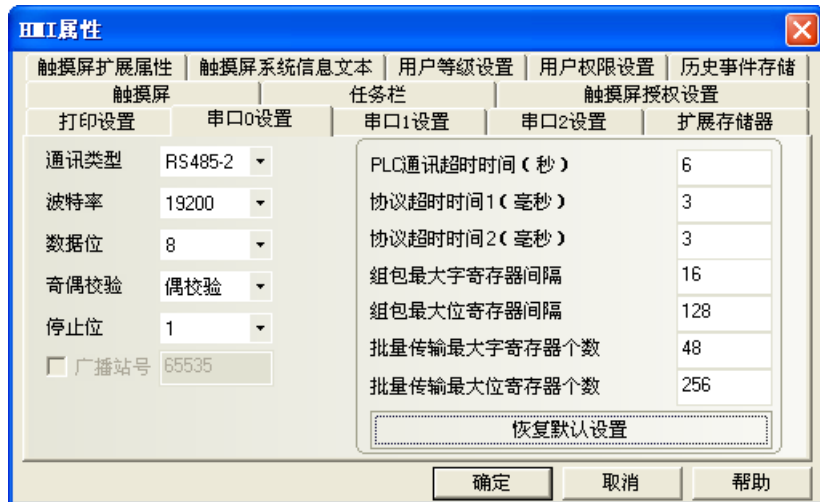 HMI属性
触摸屏扩展属性 触摸屏系统信息文本 用户等级设置 用户权限设置 历史事件存储
触摸屏 任务栏 触摸屏授权设置
打印设置 串口0设置 串口1设置 串口2设置 扩展存储器
通讯类型 RS485-2
波特率 19200
数据位 8
奇偶校验 偶校验
停止位 1
广播站号 65535
PLC通讯超时时间(秒) 6
协议超时时间1(毫秒) 3
协议超时时间2(毫秒) 3
组包最大字寄存器间隔 16
组包最大位寄存器间隔 128
批量传输最大字寄存器个数 48
批量传输最大位寄存器个数 256
恢复默认设置
确定 取消 帮助